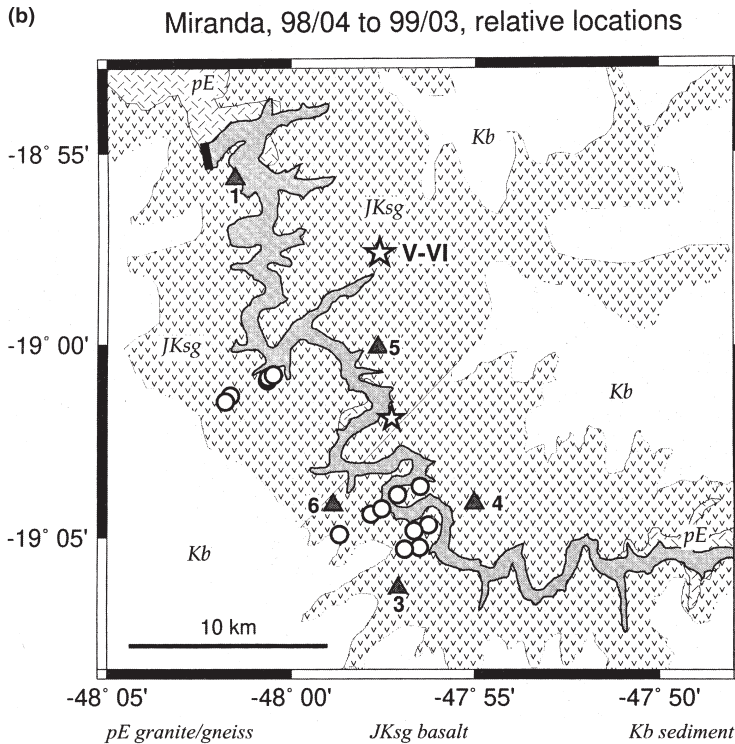 (b)
Miranda, 98/04 to 99/03, relative locations
pE
Kb
-18° 55'
1
JKsg
V-VI
-19° 00'
JKsg
5
Kb
6
4
-19° 05'
Kb
pE
3
10 km
-48° 05'
-48° 00'
-47° 55'
-47° 50'
pE granite/gneiss
JKsg basalt
Kb sediment